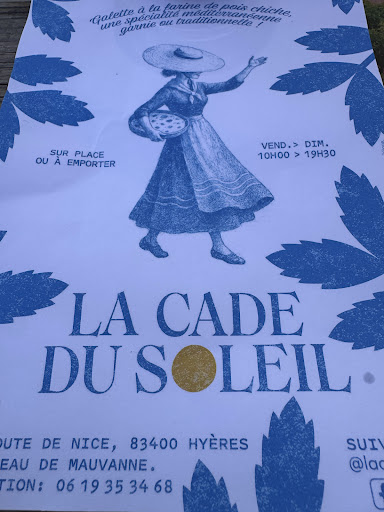 Galette à la farine de pois chiche,
une spécialité méditerranéenne
garnie ou traditionnelle !
SUR PLACE
OU À EMPORTER
VEND.> DIM.
10H00 > 19H30
LA CADE
DU SOLEIL
OUTE DE NICE, 83400 HYÈRES
EAU DE MAUVANNE.
TION: 06 19 35 34 68
SUIV
@lac